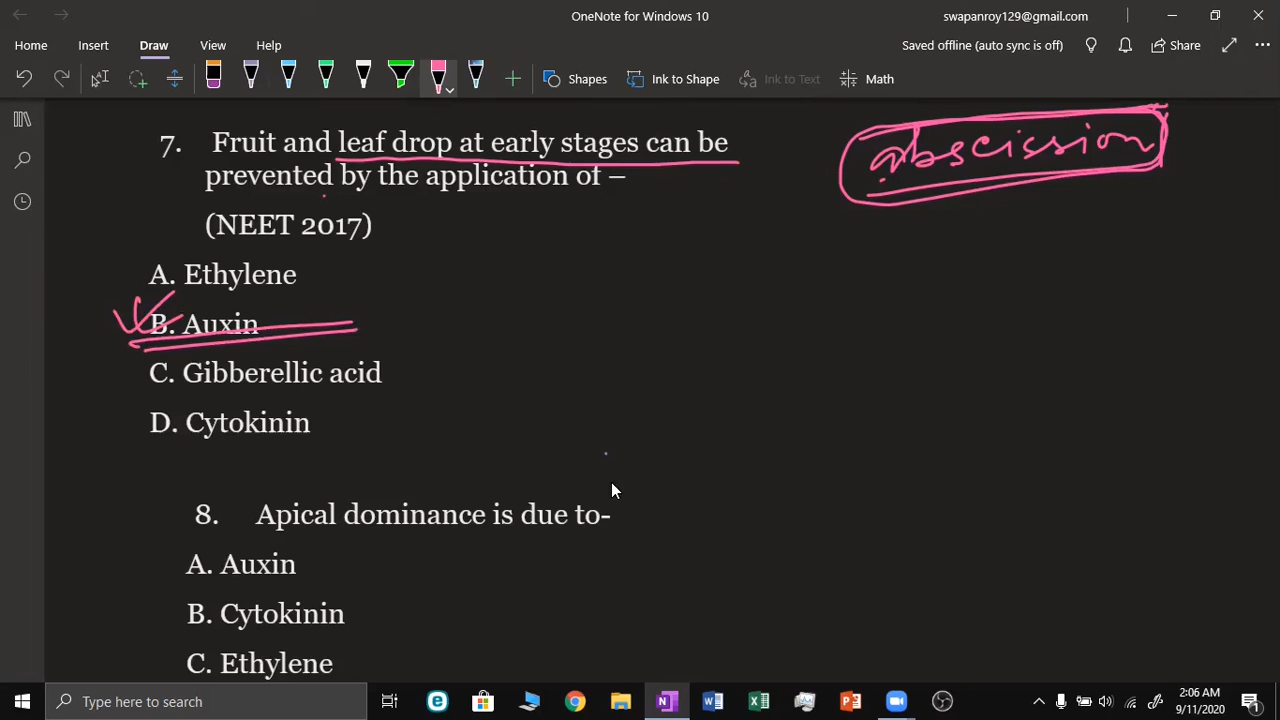 OneNote for Windows 10
swapanroy129@gmail.com
Home Insert Draw View Help
Saved offline (auto sync is off) Share
Shapes Ink to Shape Ink to Text Math
7. Fruit and leaf drop at early stages can be
prevented by the application of –
(NEET 2017)
abscission
A. Ethylene
B. Auxin
C. Gibberellic acid
D. Cytokinin
8. Apical dominance is due to-
A. Auxin
B. Cytokinin
C. Ethylene
Type here to search
2:06 AM
9/11/2020